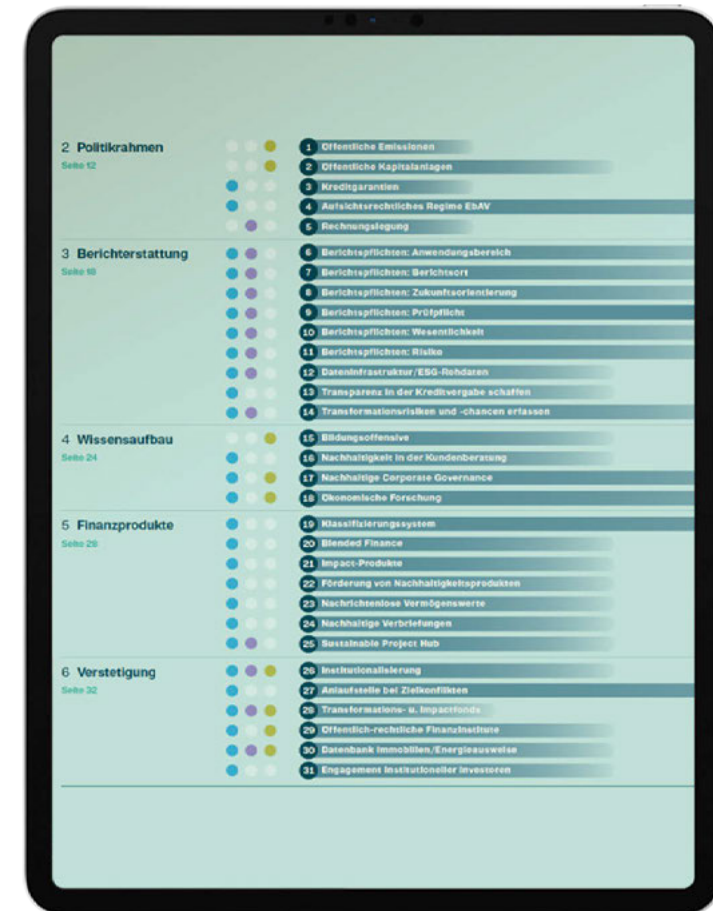 2 Politikrahmen
Seite 12
1 Öffentliche Emissionen
2 Öffentliche Kapitalanlagen
3 Kreditgarantien
4 Aufsichtsrechtliches Regime EbAV
5 Rechnungslegung
3 Berichterstattung
Seite 18
6 Berichtspflichten: Anwendungsbereich
7 Berichtspflichten: Berichtsort
8 Berichtspflichten: Zukunftsorientierung
9 Berichtspflichten: Prüfpflicht
10 Berichtspflichten: Wesentlichkeit
11 Berichtspflichten: Risiko
12 Dateninfrastruktur/ESG-Rohdaten
13 Transparenz in der Kreditvergabe schaffen
14 Transformationsrisiken und -chancen erfassen
4 Wissensaufbau
Seite 24
15 Bildungsoffensive
16 Nachhaltigkeit in der Kundenberatung
17 Nachhaltige Corporate Governance
18 Ökonomische Forschung
5 Finanzprodukte
Seite 28
19 Klassifizierungssystem
20 Blended Finance
21 Impact-Produkte
22 Förderung von Nachhaltigkeitsprodukten
23 Nachrichtenlose Vermögenswerte
24 Nachhaltige Verbriefungen
25 Sustainable Project Hub
6 Verstetigung
Seite 32
26 Institutionalisierung
27 Anlaufstelle bei Zielkonflikten
28 Transformations- u. Impactfonds
29 Öffentlich-rechtliche Finanzinstitute
30 Datenbank Immobilien/Energieausweise
31 Engagement institutioneller Investoren